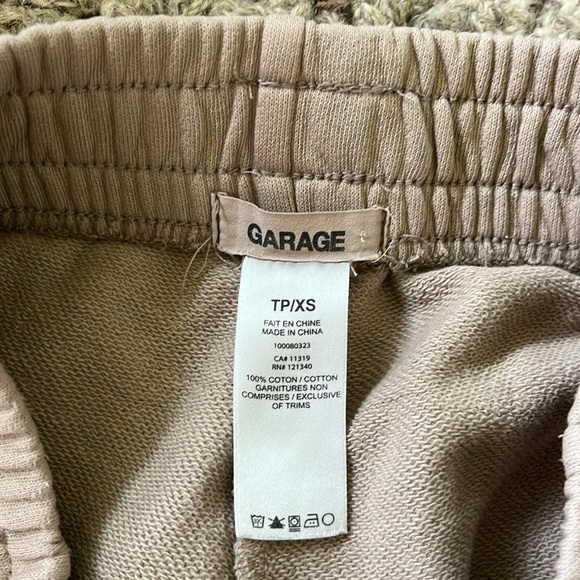 GARAGE
TP/XS
FAIT EN CHINE
MADE IN CHINA
100080323
CA# 11319
RN# 121340
100% COTON / COTTON
GARNITURES NON
COMPRISES / EXCLUSIVE
OF TRIMS